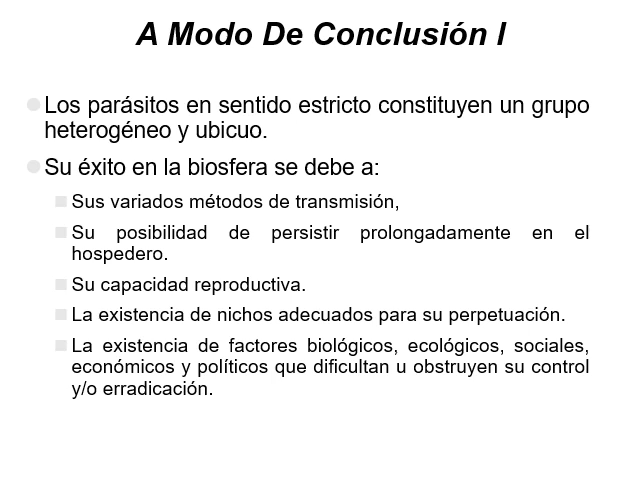 A Modo De Conclusión I
Los parásitos en sentido estricto constituyen un grupo
heterogéneo y ubicuo.
Su éxito en la biosfera se debe a:
Sus variados métodos de transmisión,
Su posibilidad de persistir prolongadamente en el
hospedero.
Su capacidad reproductiva.
La existencia de nichos adecuados para su perpetuación.
La existencia de factores biológicos, ecológicos, sociales,
económicos y políticos que dificultan u obstruyen su control
y/o erradicación.